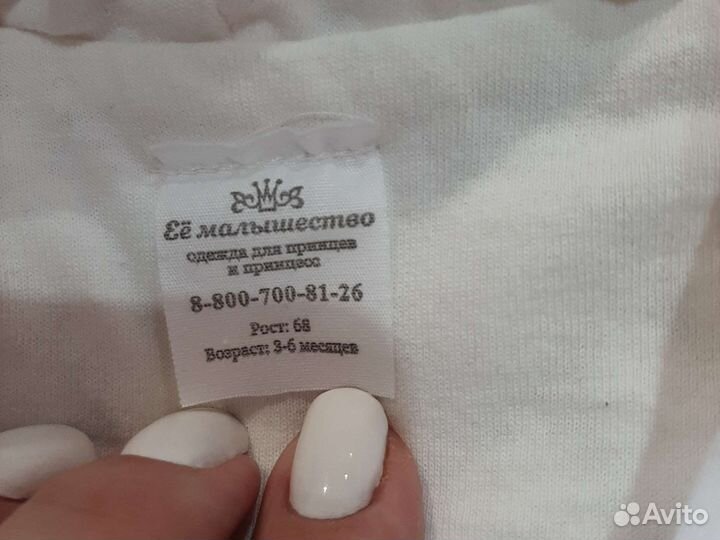 Её малышество
одежда для принцев
и принцесс
8-800-700-81-26
Рост: 68
Возраст: 3-6 месяцев
Avito